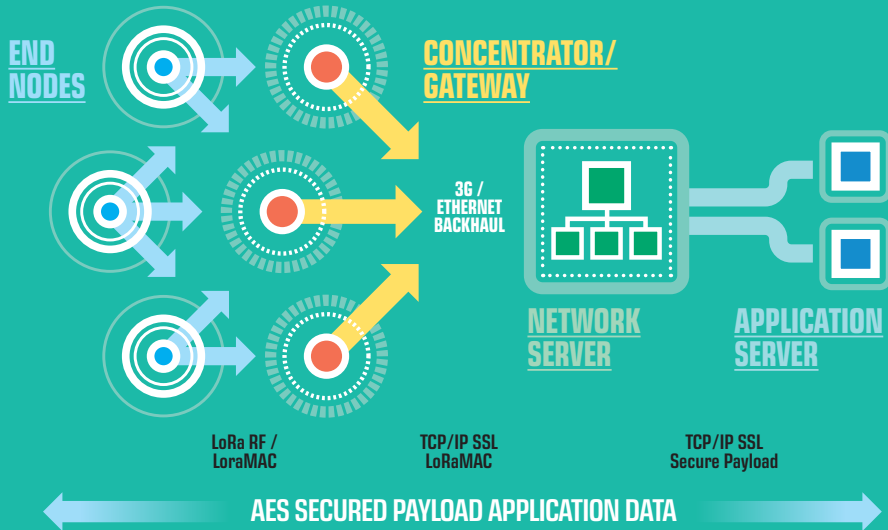 END
NODES
CONCENTRATOR/
GATEWAY
3G /
ETHERNET
BACKHAUL
NETWORK
SERVER
APPLICATION
SERVER
LoRa RF /
LoraMAC
TCP/IP SSL
LoRaMAC
TCP/IP SSL
Secure Payload
AES SECURED PAYLOAD APPLICATION DATA